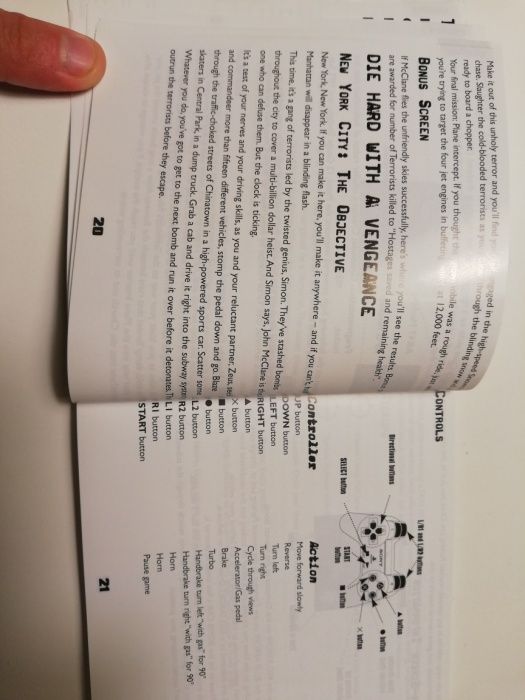 Make it out of this unholy terror and you'll feel you engaged in the high-speed
chase. Slaughter the cold-blooded terrorists as you through the blinding snow
ready to board a chopper.
Your final mission: Plane intercept. If you thought the was a rough ride,
you're trying to target the four jet engines in at 12,000 feet.
BONUS SCREEN
If McClane flies the unfriendly skies successfully, here's you'll see the results.
are awarded for number of Terrorists killed to "Hostages saved and remaining health".
DIE HARD WITH A VENGEANCE
NEW YORK CITY: THE OBJECTIVE
New York, New York. If you can make it here, you'll make it anywhere – and if you can't,
Manhattan will disappear in a blinding flash.
This time, it's a gang of terrorists led by the twisted genius, Simon. They've stashed bombs
throughout the city to cover a multi-billion dollar heist. And Simon says, John McClane is the
one who can defuse them. But the clock is ticking.
It's a test of your nerves and your driving skills, as you and your reluctant partner, Zeus,
and commandeer more than fifteen different vehicles, stomp the pedal down and go. Blaze
through the traffic-choked streets of Chinatown in a high-powered sports car. Scatter some
skaters in Central Park, in a dump truck. Grab a cab and drive it right into the subway system
Whatever you do, you've got to get to the next bomb and run it over before it detonates.
outrun the terrorists before they escape.
20
CONTROLS
L/R1 and L/R2 buttons
Directional buttons
▲ button
● button
✕ button
■ button
START button
SELECT button
SONY
Controller Action
UP button Move forward slowly
DOWN button Reverse
LEFT button Turn left
RIGHT button Turn right
▲ button Cycle through views
✕ button Accelerator/Gas pedal
■ button Brake
● button Turbo
L2 button Handbrake turn left "with gas" for 90°
R2 button Handbrake turn right "with gas" for 90°
L1 button Horn
R1 button Horn
START button Pause game
21